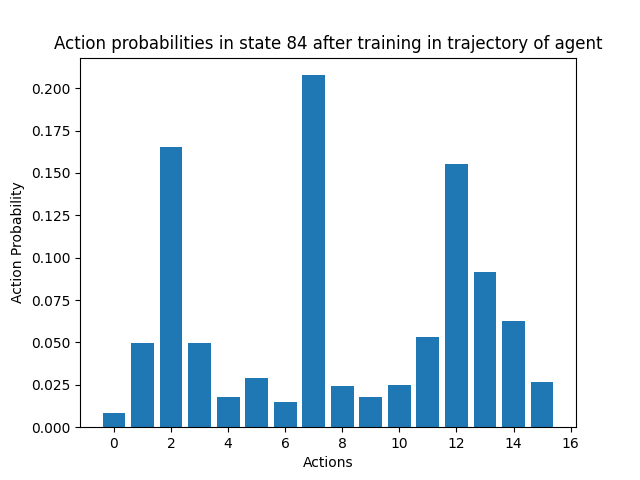 Action probabilities in state 84 after training in trajectory of agent
0.200
0.175
0.150
0.125
0.100
0.075
0.050
0.025
0.000
Action Probability
0 2 4 6 8 10 12 14 16
Actions